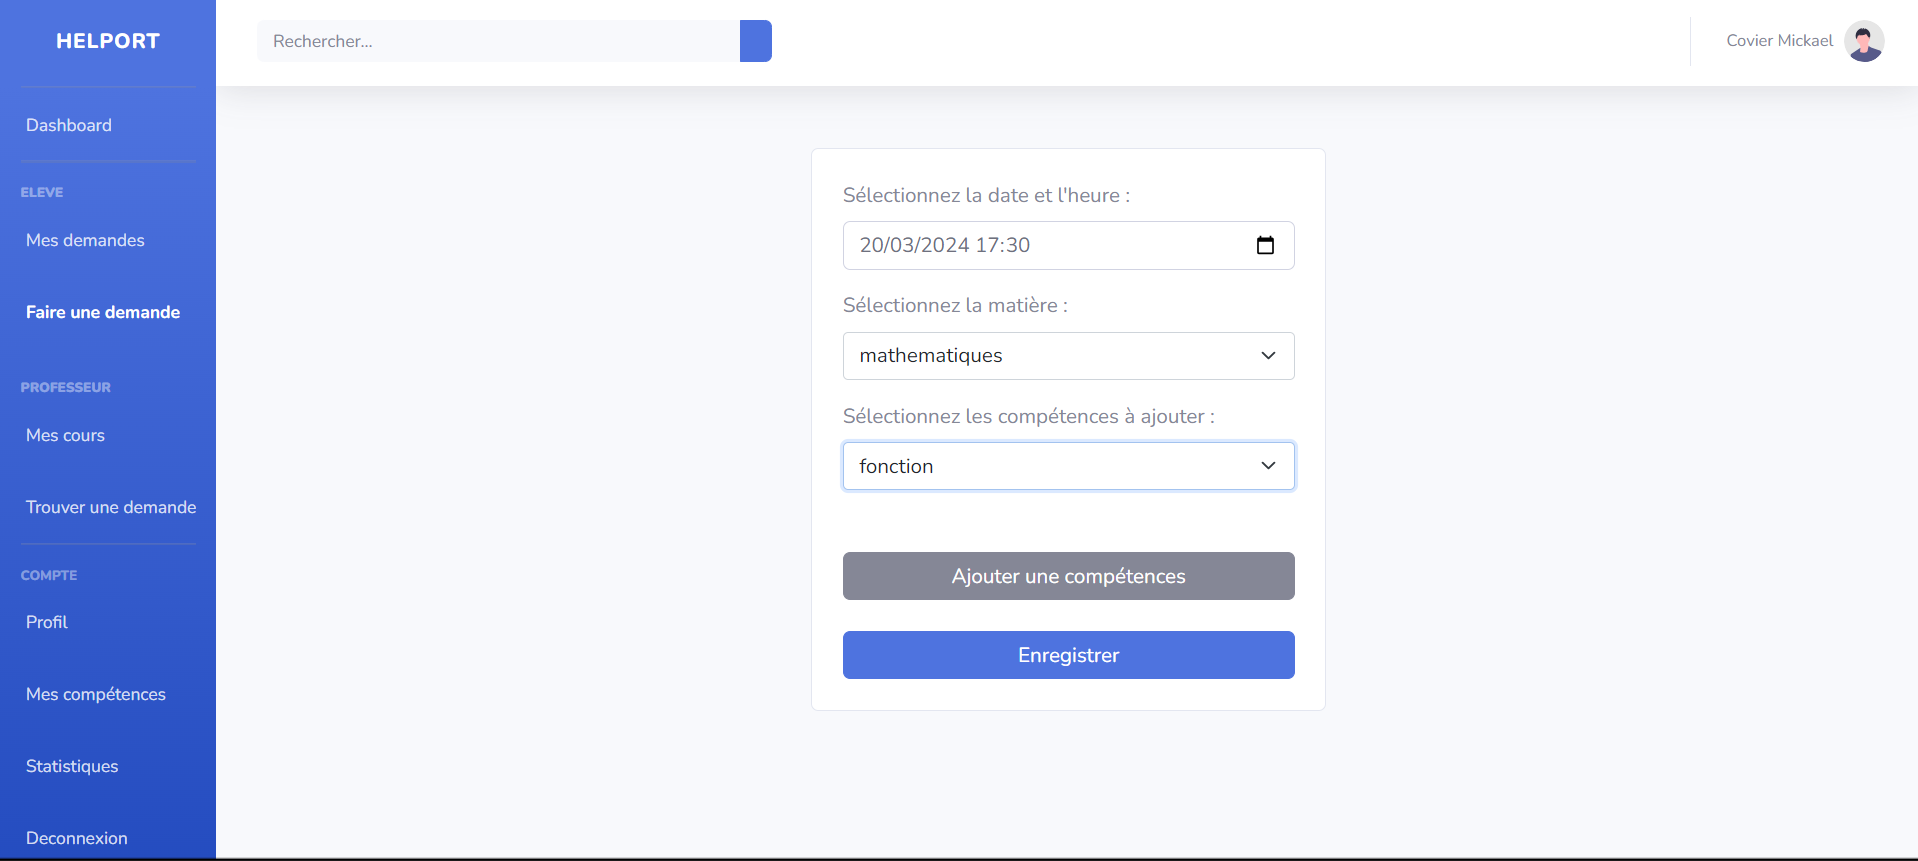 HELPORT
Dashboard
ELEVE
Mes demandes
Faire une demande
PROFESSEUR
Mes cours
Trouver une demande
COMPTE
Profil
Mes compétences
Statistiques
Deconnexion
Rechercher...
Covier Mickael
Sélectionnez la date et l'heure :
20/03/2024 17:30
Sélectionnez la matière :
mathematiques
Sélectionnez les compétences à ajouter :
fonction
Ajouter une compétences
Enregistrer